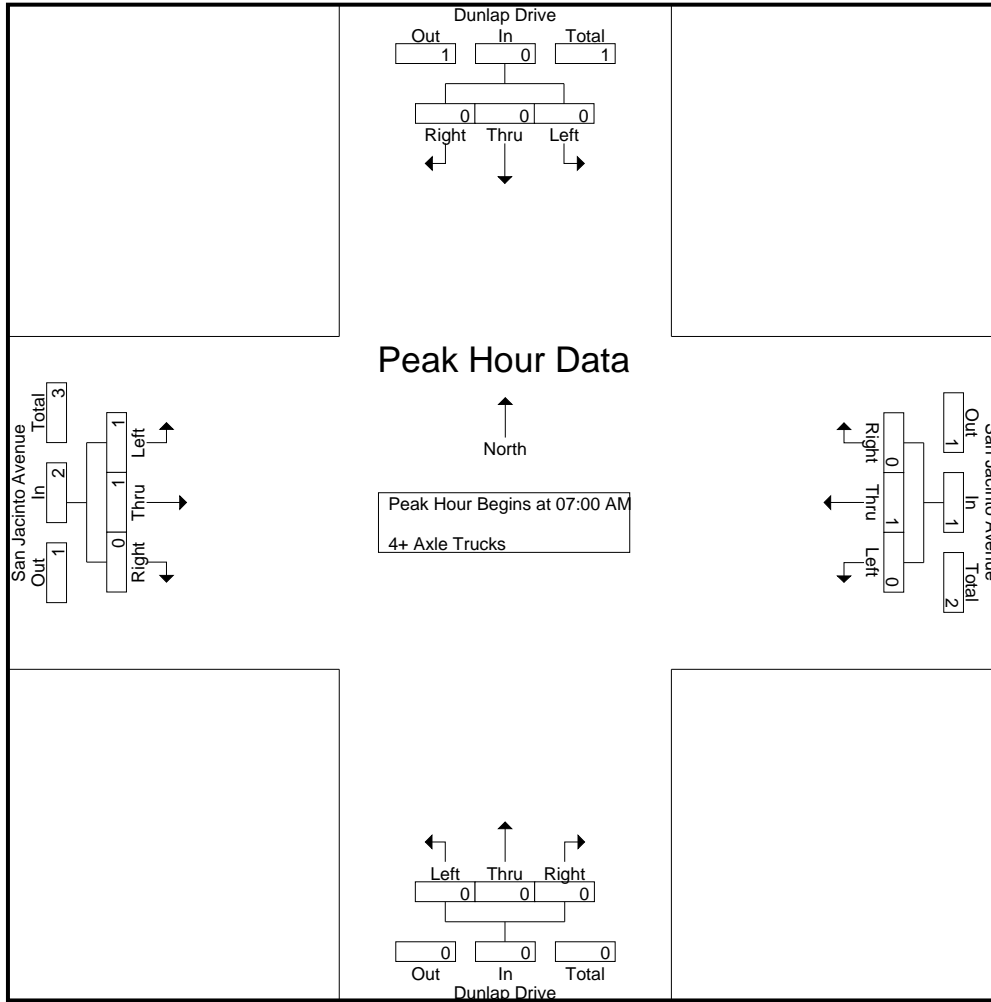 Dunlap Drive
Out In Total
1 0 1
0 0 0
Right Thru Left
Peak Hour Data
North
Peak Hour Begins at 07:00 AM
4+ Axle Trucks
San Jacinto Avenue
Out In Total
1 2 3
0 1 1
Right Thru Left
San Jacinto Avenue
Out In Total
1 1 2
0 1 0
Right Thru Left
Left Thru Right
0 0 0
0 0 0
Out In Total
Dunlap Drive